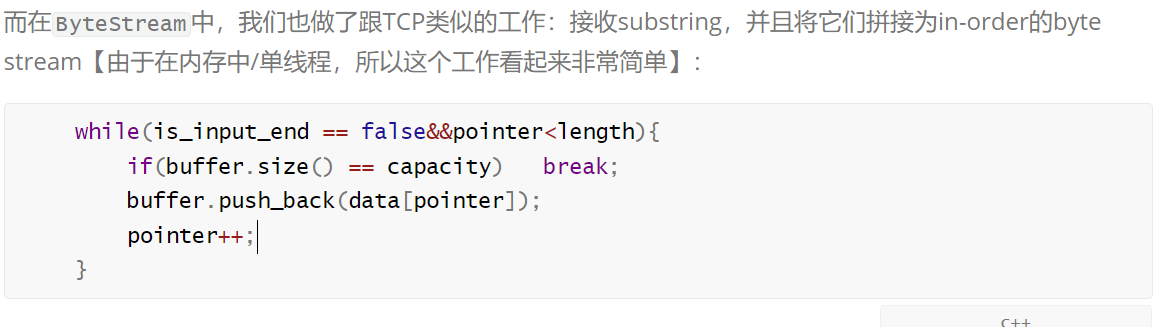 而在ByteStream中，我们也做了跟TCP类似的工作：接收substring，并且将它们拼接为in-order的byte
stream【由于在内存中/单线程，所以这个工作看起来非常简单】：
while(is_input_end == false&&pointer<length){
if(buffer.size() == capacity)   break;
buffer.push_back(data[pointer]);
pointer++;
}
c++